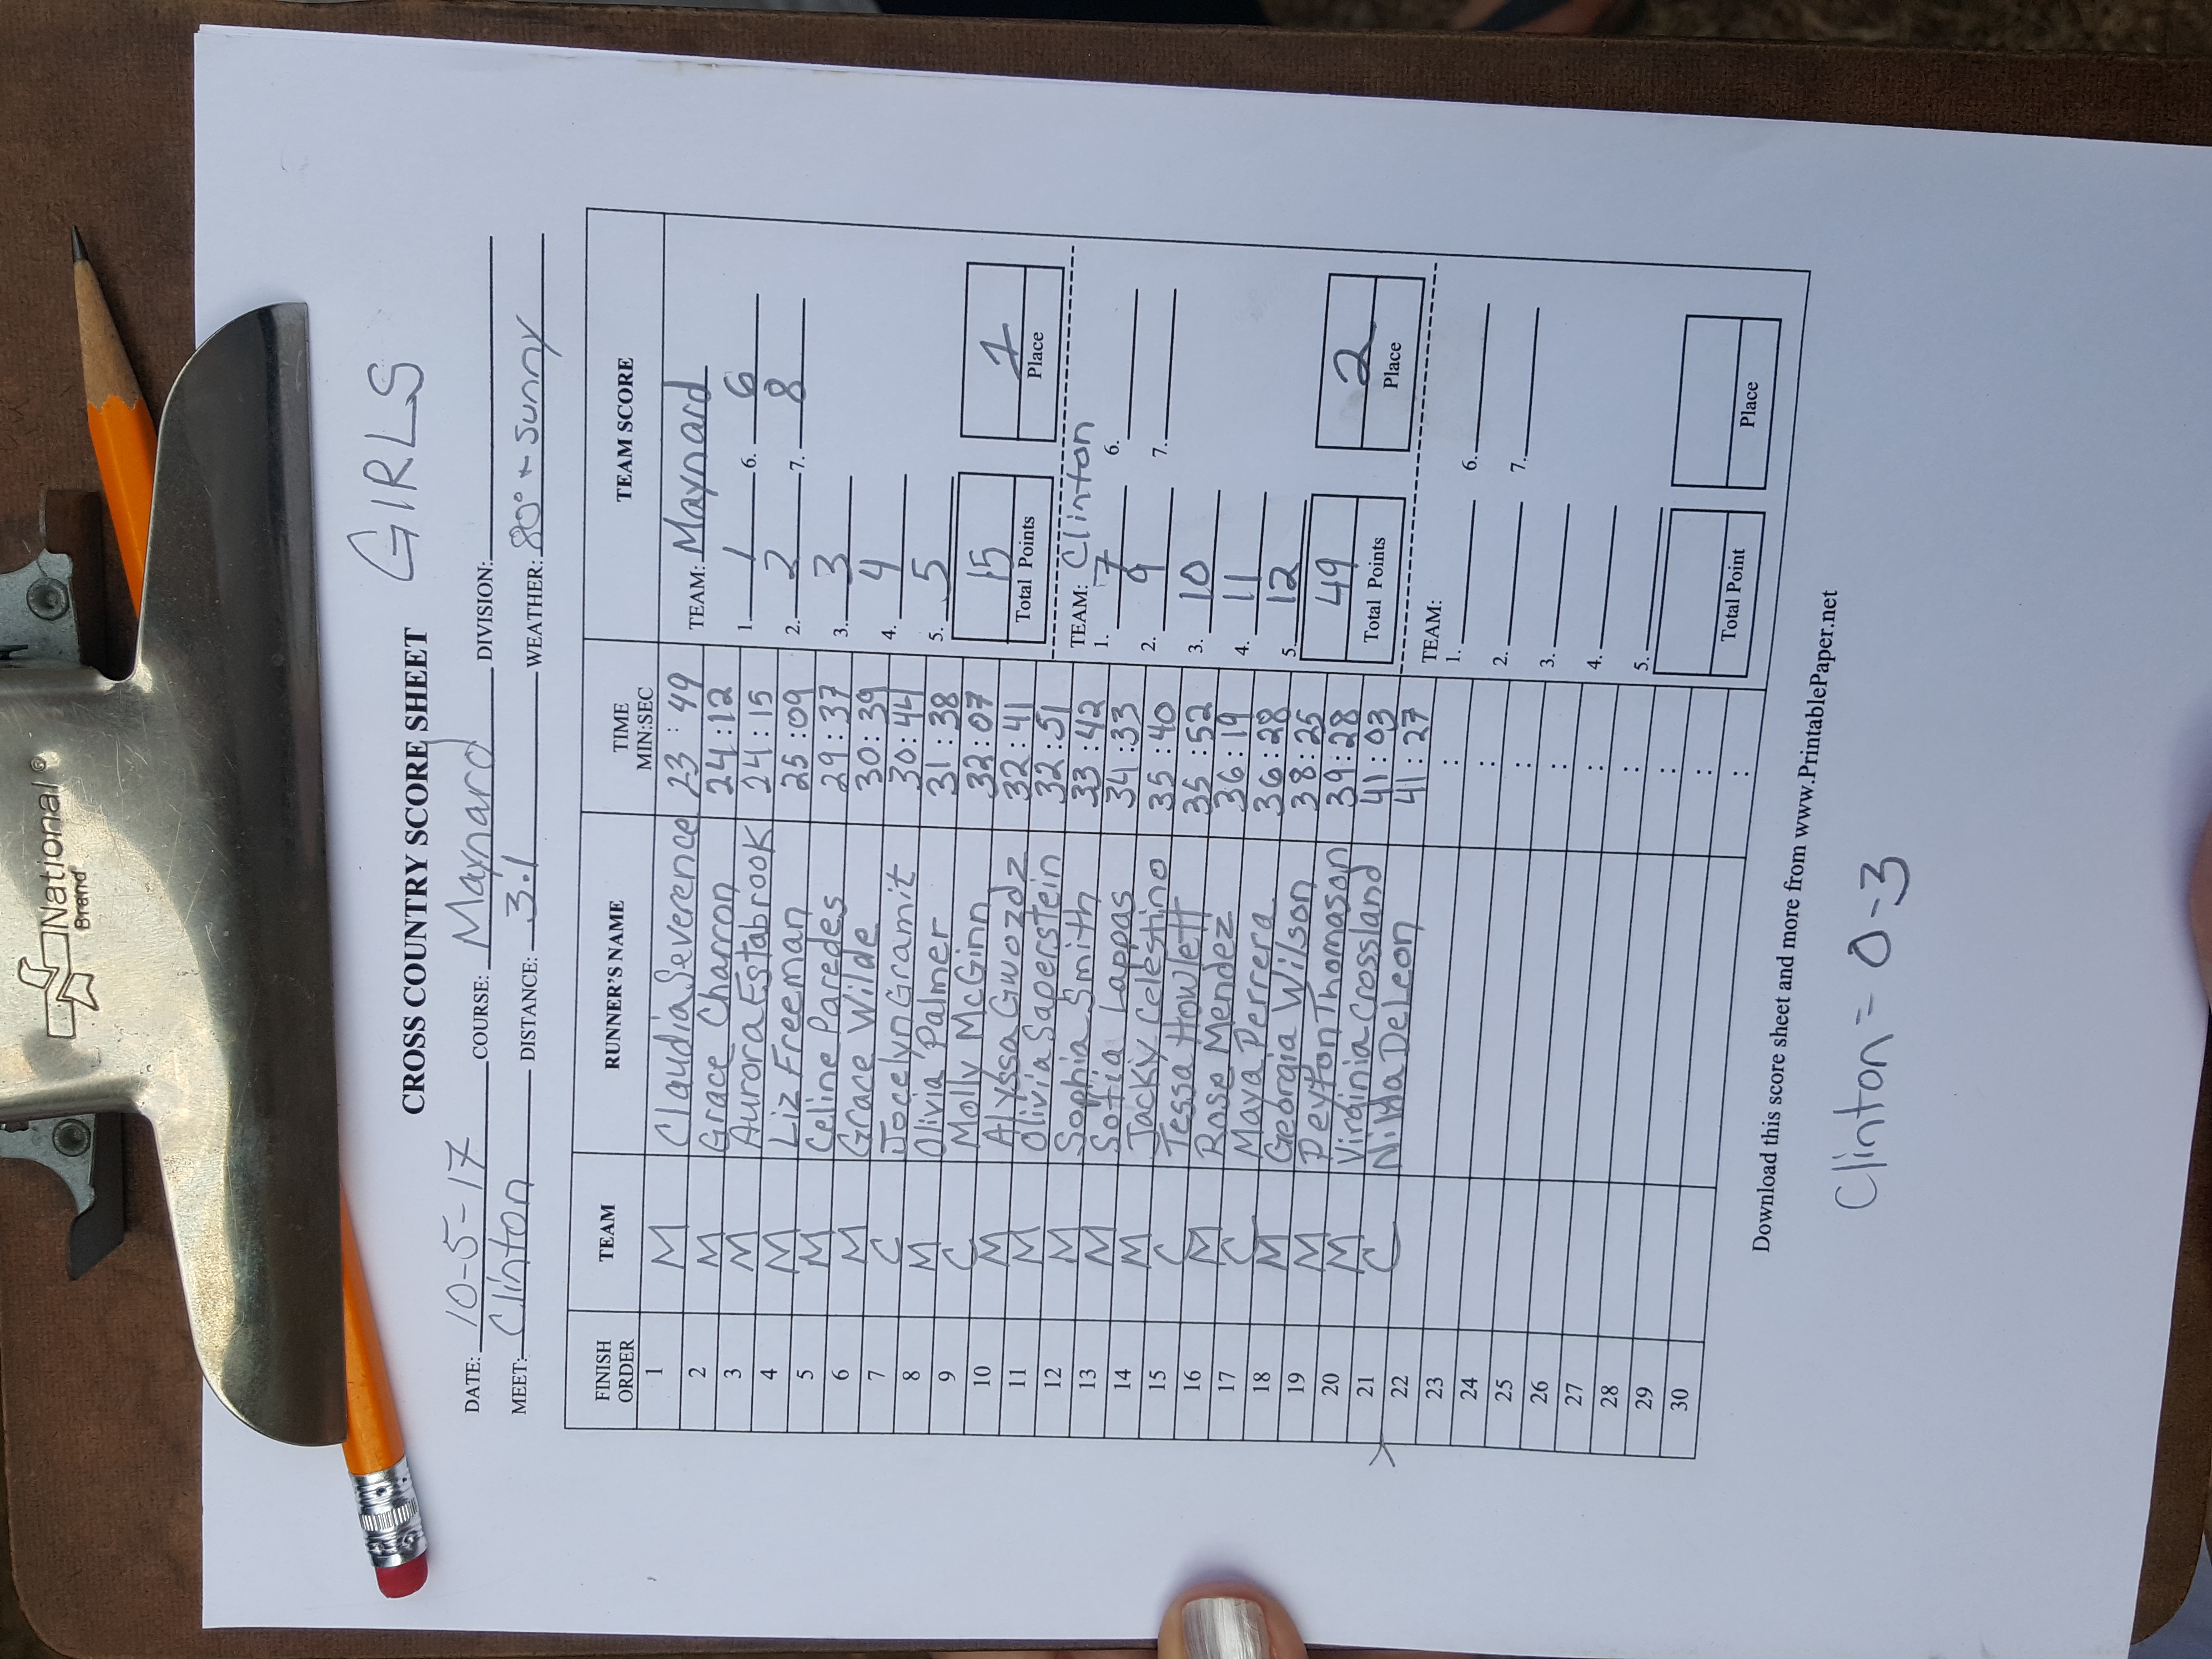 National ®
Brand
GIRLS
CROSS COUNTRY SCORE SHEET
DATE: 10-5-17 COURSE: Maynard DIVISION:
MEET: Clinton DISTANCE: 3.1 WEATHER: 80° + sunny
FINISH ORDER TEAM RUNNER'S NAME TIME MIN:SEC TEAM SCORE
1 M Claudia Severence 23:49
2 M Grace Charron 24:12
3 M Aurora Estabrook 24:15
4 M Liz Freeman 25:09
5 M Celine Paredes 29:37
6 M Grace Wilde 30:39
7 C Jocelyn Gramit 30:44
8 M Olivia Palmer 31:38
9 C Molly McGinn 32:07
10 M Alyssa Gwozdz 32:41
11 M Olivia Saperstein 32:51
12 M Sophia Smith 33:42
13 M Sofia Lappas 34:33
14 M Jackiy Celestino 35:40
15 C Tessa Howlett 35:52
16 M Rose Mendez 36:19
17 C Maya Perrera 36:28
18 M Georgia Wilson 38:25
19 M Peyton Thomason 39:28
20 M Virginia Crossland 41:03
21 C Nilda DeLeon 41:27
22
23 :
24 :
25 :
26 :
27 :
28 :
29 :
30 :
:
TEAM: Maynard
1. 1 6. 6
2. 2 7. 8
3. 3
4. 4
5. 5
15 1
Total Points Place
TEAM: Clinton
1. 7 6.
2. 9 7.
3. 10
4. 11
5. 12
49 2
Total Points Place
TEAM:
1. 6.
2. 7.
3.
4.
5.
Total Point Place
Download this score sheet and more from www.PrintablePaper.net
Clinton = 0-3